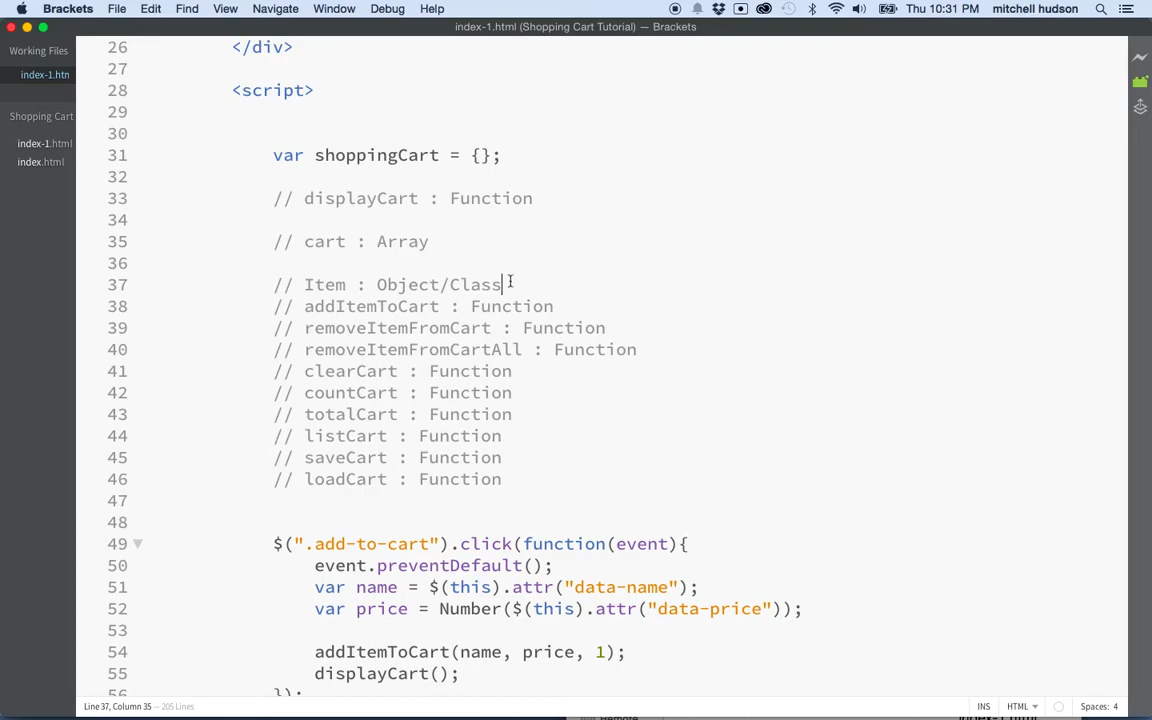 Brackets File Edit Find View Navigate Window Debug Help Thu 10:31 PM mitchell hudson
index-1.html (Shopping Cart Tutorial) — Brackets
Working Files
index-1.htn
Shopping Cart
index-1.html
index.html
26 </div>
27
28 <script>
29
30
31 var shoppingCart = {};
32
33 // displayCart : Function
34
35 // cart : Array
36
37 // Item : Object/Class
38 // addItemToCart : Function
39 // removeItemFromCart : Function
40 // removeItemFromCartAll : Function
41 // clearCart : Function
42 // countCart : Function
43 // totalCart : Function
44 // listCart : Function
45 // saveCart : Function
46 // loadCart : Function
47
48
49 $(".add-to-cart").click(function(event){
50 event.preventDefault();
51 var name = $(this).attr("data-name");
52 var price = Number($(this).attr("data-price"));
53
54 addItemToCart(name, price, 1);
55 displayCart();
56 });
Line 37, Column 35 — 205 Lines INS HTML Spaces: 4